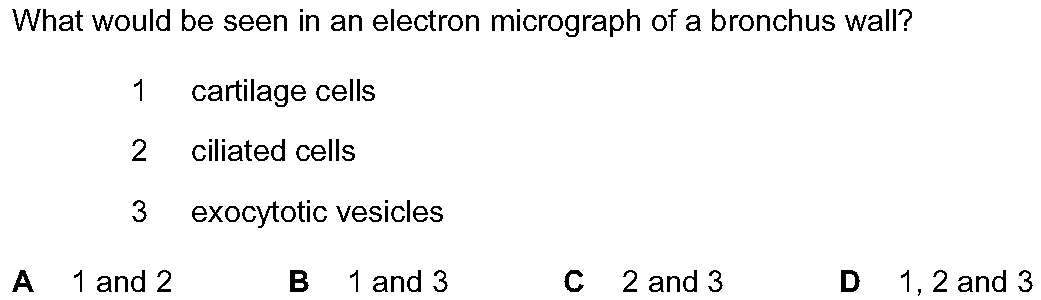 What would be seen in an electron micrograph of a bronchus wall?
1 cartilage cells
2 ciliated cells
3 exocytotic vesicles
A 1 and 2 B 1 and 3 C 2 and 3 D 1, 2 and 3